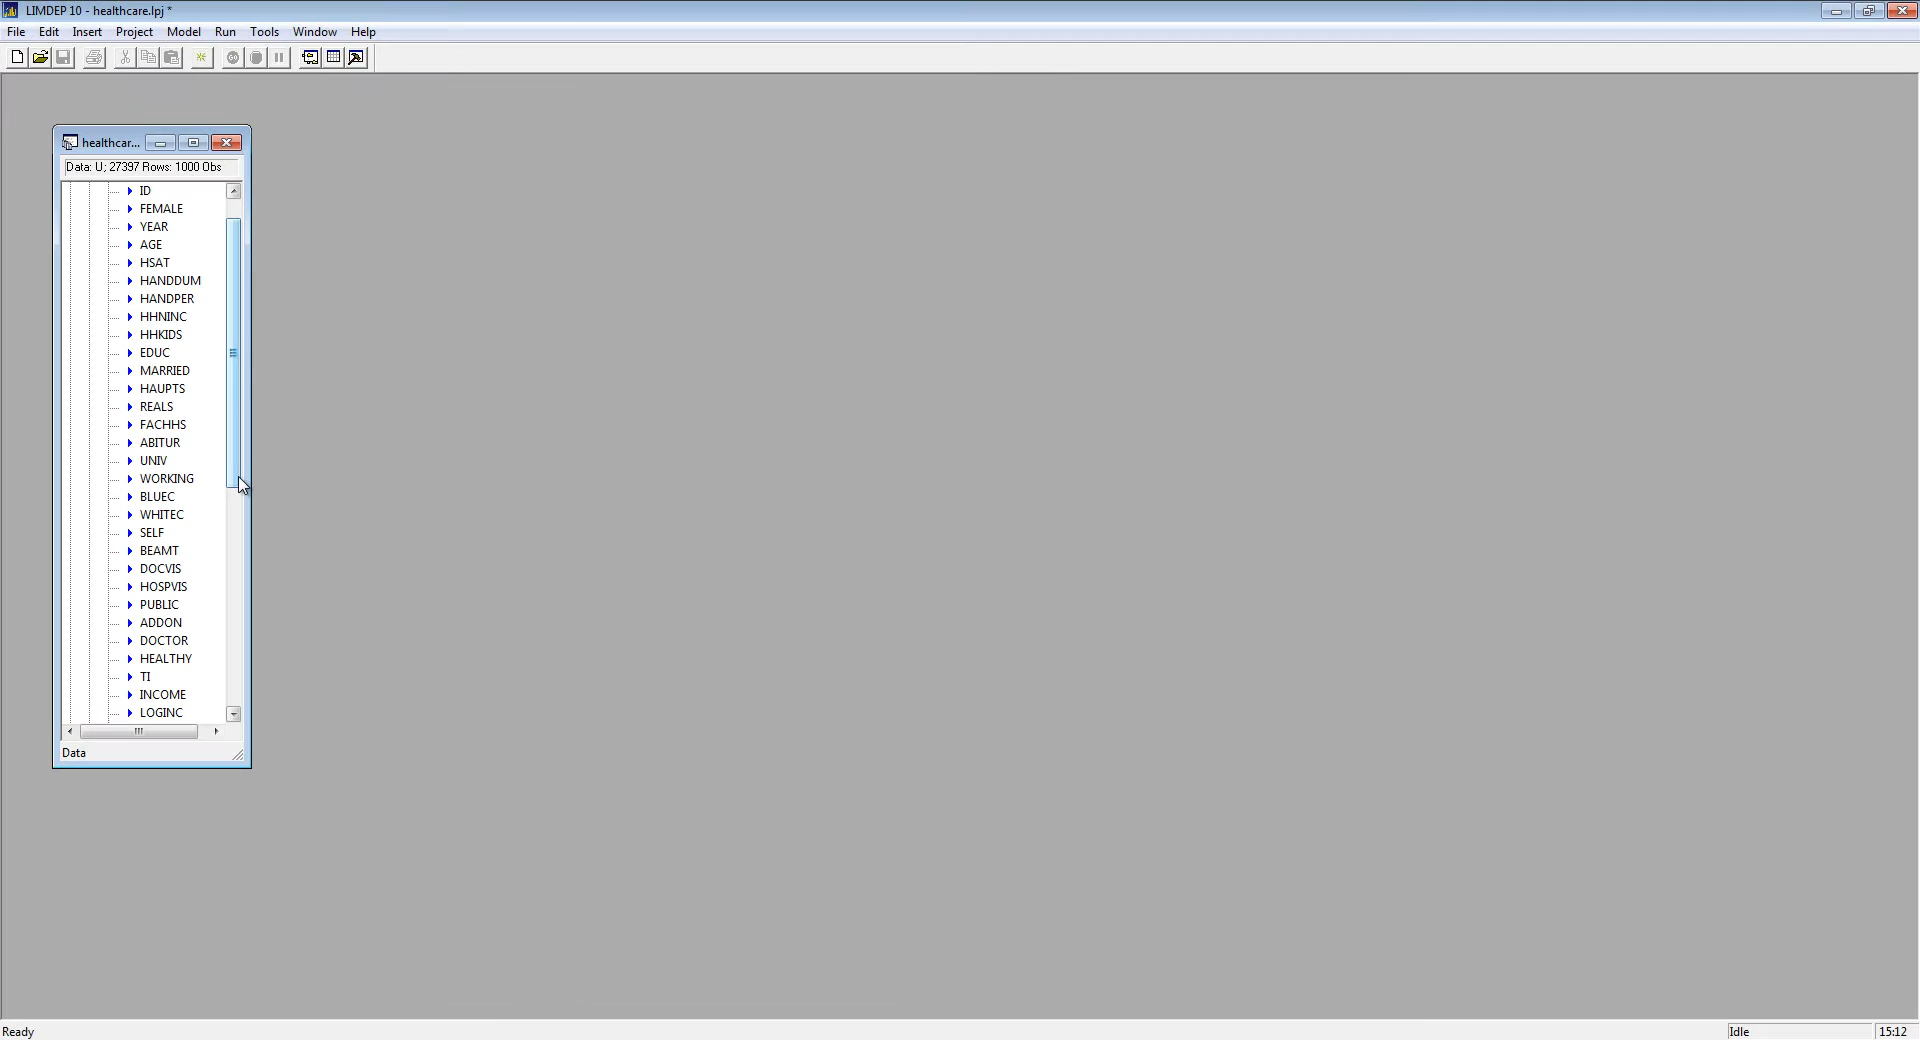 LIMDEP 10 - healthcare.lpj *
File Edit Insert Project Model Run Tools Window Help
healthcar...
Data: U; 27397 Rows: 1000 Obs
ID
FEMALE
YEAR
AGE
HSAT
HANDDUM
HANDPER
HHNINC
HHKIDS
EDUC
MARRIED
HAUPTS
REALS
FACHHS
ABITUR
UNIV
WORKING
BLUEC
WHITEC
SELF
BEAMT
DOCVIS
HOSPVIS
PUBLIC
ADDON
DOCTOR
HEALTHY
TI
INCOME
LOGINC
Data
Ready Idle 15:12